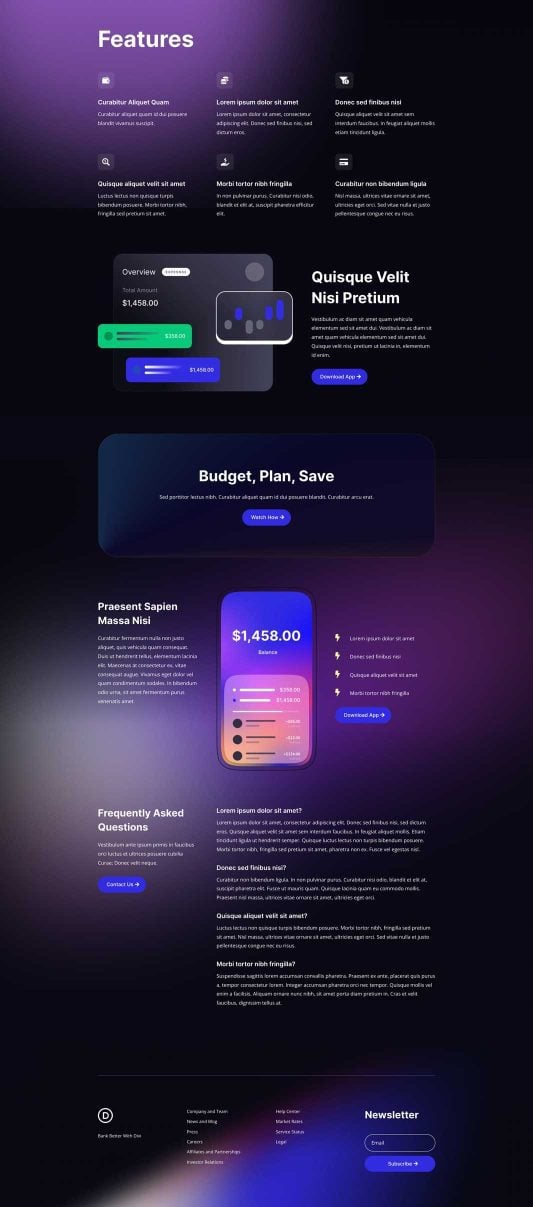 Features
Curabitur Aliquet Quam
Curabitur aliquet quam id dui posuere
blandit vivamus suscipit.
Lorem ipsum dolor sit amet
Lorem ipsum dolor sit amet, consectetur
adipiscing elit. Donec sed finibus nisi, sed
dictum eros.
Donec sed finibus nisi
Quisque aliquet velit sit amet sem
interdum faucibus. In feugiat aliquet mollis
etiam tincidunt ligula.
Quisque aliquet velit sit amet
Luctus lectus non quisque turpis
bibendum posuere. Morbi tortor nibh,
fringilla sed pretium sit amet.
Morbi tortor nibh fringilla
In non pulvinar purus. Curabitur nisi odio,
blandit et elit at, suscipit pharetra efficitur
elit.
Curabitur non bibendum ligula
Nisl massa, ultrices vitae ornare sit amet,
ultricies eget orci. Sed vitae nulla et justo
pellentesque congue nec eu risus.
Overview
Total Amount
$1,458.00
$358.00
$1,458.00
Quisque Velit
Nisi Pretium
Vestibulum ac diam sit amet quam vehicula
elementum sed sit amet dui. Vestibulum ac diam sit
amet quam vehicula elementum sed sit amet dui.
Quisque velit nisi, pretium ut lacinia in, elementum
id enim.
Download App
Budget, Plan, Save
Sed porttitor lectus nibh. Curabitur aliquet quam id dui posuere blandit. Curabitur arcu erat.
Watch How
Praesent Sapien
Massa Nisi
Curabitur fermentum nulla non justo
aliquet, quis vehicula quam consequat.
Duis ut hendrerit tellus, elementum lacinia
elit. Maecenas at consectetur ex, vitae
consequat augue. Vivamus eget dolor vel
quam condimentum sodales. In bibendum
odio urna, sit amet fermentum purus
venenatis amet.
$1,458.00
Balance
$358.00
$1,458.00
Lorem ipsum dolor sit amet
Donec sed finibus nisi
Quisque aliquet velit sit amet
Morbi tortor nibh fringilla
Download App
Frequently Asked
Questions
Vestibulum ante ipsum primis in faucibus
orci luctus et ultrices posuere cubilia
Curae; Donec velit neque.
Contact Us
Lorem ipsum dolor sit amet?
Lorem ipsum dolor sit amet, consectetur adipiscing elit. Donec sed finibus nisi, sed dictum
eros. Quisque aliquet velit sit amet sem interdum faucibus. In feugiat aliquet mollis. Etiam
tincidunt ligula ut hendrerit semper. Luctus lectus non quisque turpis bibendum posuere.
Morbi tortor nibh, fringilla sed pretium sit amet, pharetra non ex. Fusce vel egestas nisl.
Donec sed finibus nisi?
Curabitur non bibendum ligula. In non pulvinar purus. Curabitur nisi odio, blandit et elit at,
suscipit pharetra elit. Fusce ut mauris quam. Quisque lacinia quam eu commodo mollis.
Praesent nisl massa, ultrices vitae ornare sit amet, ultricies eget orci.
Quisque aliquet velit sit amet?
Luctus lectus non quisque turpis bibendum posuere. Morbi tortor nibh, fringilla sed pretium
sit amet. Nisl massa, ultrices vitae ornare sit amet, ultricies eget orci. Sed vitae nulla et justo
pellentesque congue nec eu risus.
Morbi tortor nibh fringilla?
Suspendisse sagittis lorem accumsan convallis pharetra. Praesent ex ante, placerat quis purus
a, tempor consectetur lorem. Integer accumsan pharetra orci nec tempor. Quisque mollis vel
enim a facilisis. Aliquam ornare nunc nibh, sit amet porta diam pretium in. Cras et velit
faucibus, dignissim tellus at.
D
Bank Better With Divi
Company and Team
News and Blog
Press
Careers
Affiliates and Partnerships
Investor Relations
Help Center
Market Rates
Service Status
Legal
Newsletter
Email
Subscribe